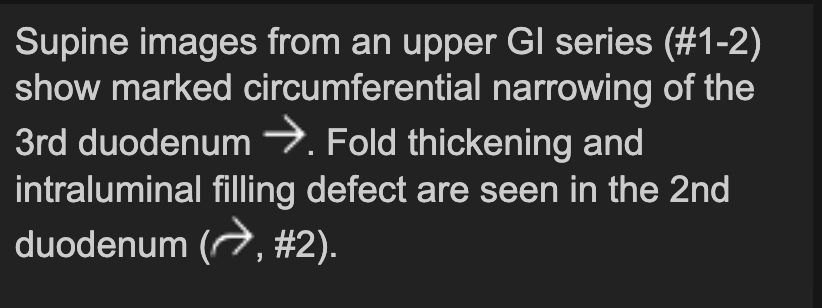 Supine images from an upper GI series (#1-2)
show marked circumferential narrowing of the
3rd duodenum →. Fold thickening and
intraluminal filling defect are seen in the 2nd
duodenum (↪, #2).